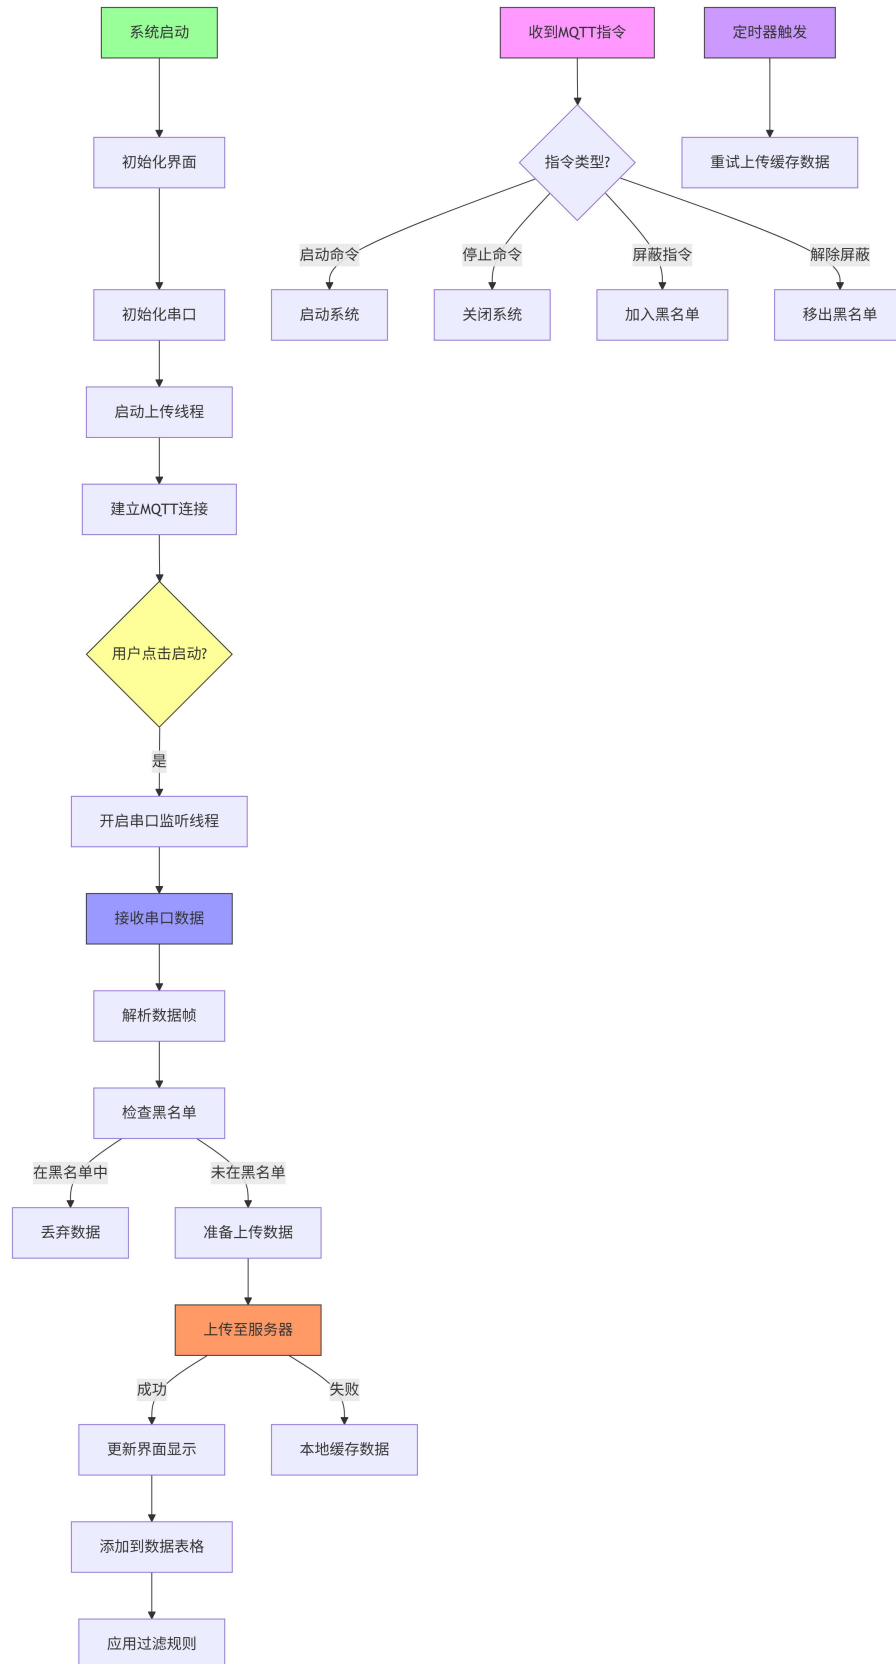 系统启动
收到MQTT指令
定时器触发
初始化界面
指令类型?
重试上传缓存数据
启动命令
停止命令
屏蔽指令
解除屏蔽
初始化串口
启动系统
关闭系统
加入黑名单
移出黑名单
启动上传线程
建立MQTT连接
用户点击启动?
是
开启串口监听线程
接收串口数据
解析数据帧
检查黑名单
在黑名单中
未在黑名单
丢弃数据
准备上传数据
上传至服务器
成功
失败
更新界面显示
本地缓存数据
添加到数据表格
应用过滤规则